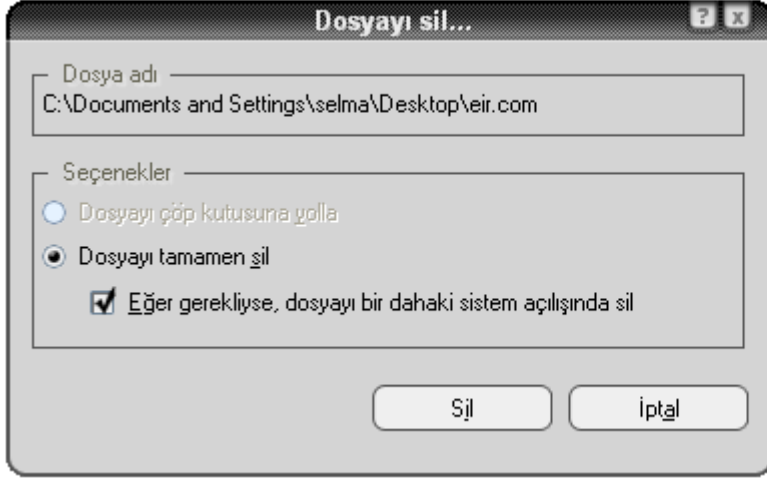 Dosyayı sil...
Dosya adı
C:\Documents and Settings\selma\Desktop\eir.com
Seçenekler
Dosyayı çöp kutusuna yolla
Dosyayı tamamen sil
Eğer gerekliyse, dosyayı bir dahaki sistem açılışında sil
Sil
İptal